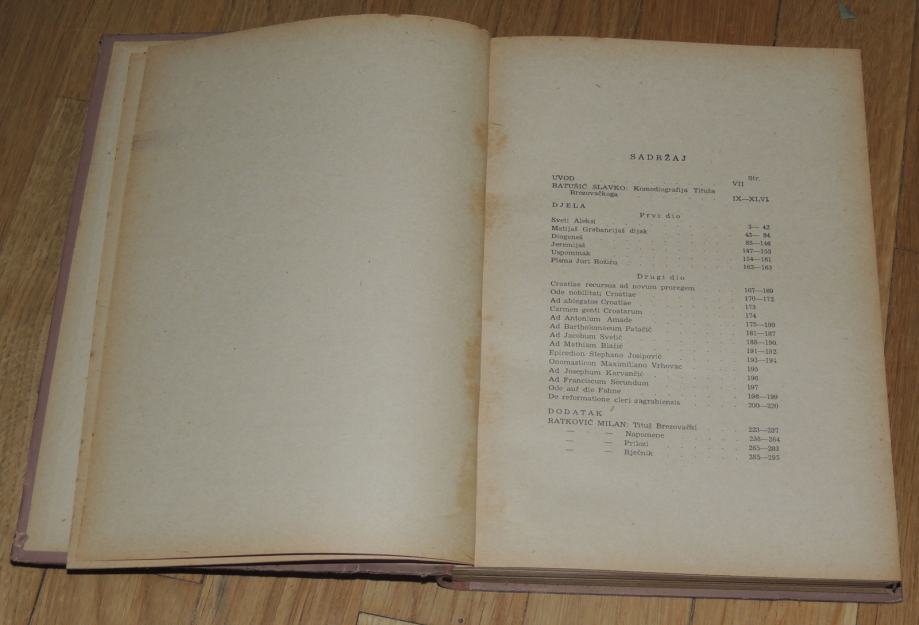 SADRŽAJ
Str.
UVOD VII
BATUŠIĆ SLAVKO: Komediografija Tituša
Brezovačkoga IX—XLVI
DJELA
Prvi dio
Sveti Aleksi 3— 42
Matijaš Grabancijaš dijak 43— 84
Diogeneš 85—146
Jeremijaš 147—153
Uspominak 154—161
Pisma Juri Rožiću 162—163
Drugi dio
Croatiae recursus ad novum proregem 167—169
Ode nobilitati Croatiae 170—172
Ad ablegatos Croatiae 173
Carmen genti Croatarum 174
Ad Antonium Amade 175—180
Ad Bartholomaeum Patačić 181—187
Ad Jacobum Svetić 188—190
Ad Mathiam Blažić 191—192
Epicedion Stephano Josipović 193—194
Onomasticon Maximiliano Vrhovac 195
Ad Josephum Karvančić 196
Ad Franciscum Secundum 197
Ode auf die Fahne 198—199
De reformatione cleri zagrabiensis 200—220
DODATAK
RATKOVIĆ MILAN: Tituš Brezovački 223—237
— — Napomene 238—264
— — Prilozi 265—283
— — Rječnik 285—295